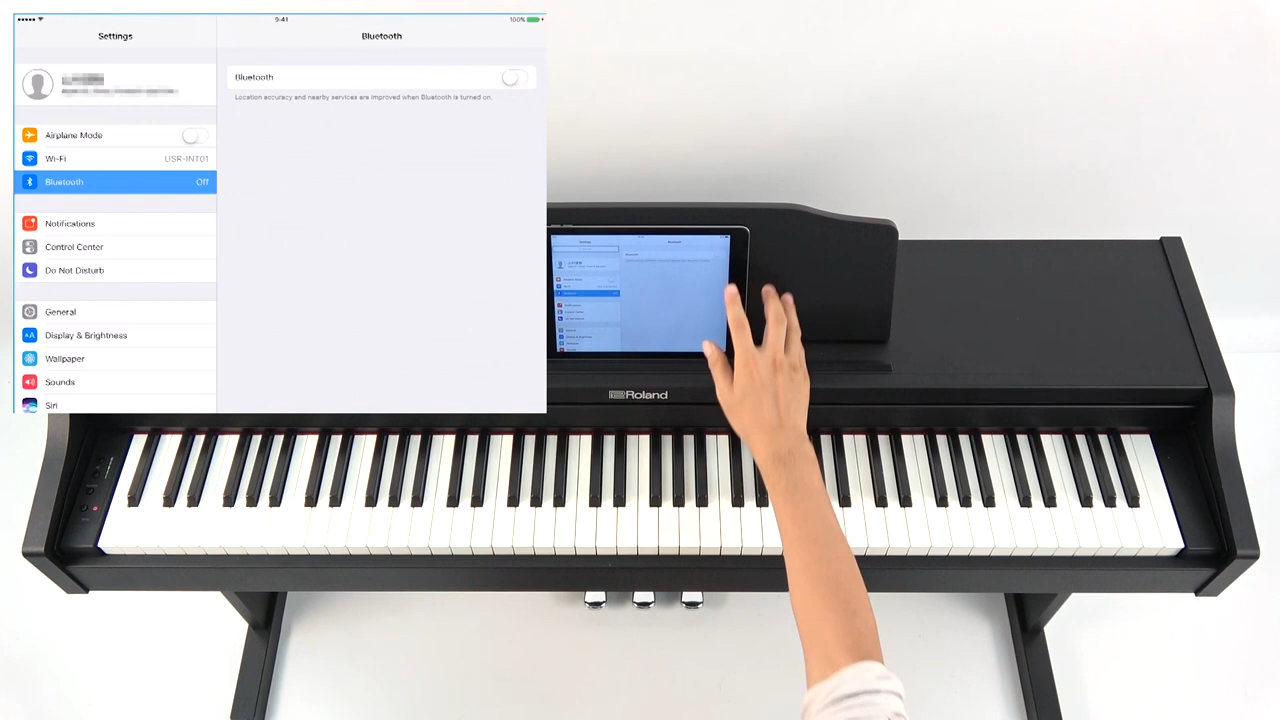 9:41
100%
Settings
Bluetooth
Bluetooth
Location accuracy and nearby services are improved when Bluetooth is turned on.
Airplane Mode
Wi-Fi
USR-INT01
Bluetooth
Off
Notifications
Control Center
Do Not Disturb
General
Display & Brightness
AA
Wallpaper
Sounds
Siri
Roland